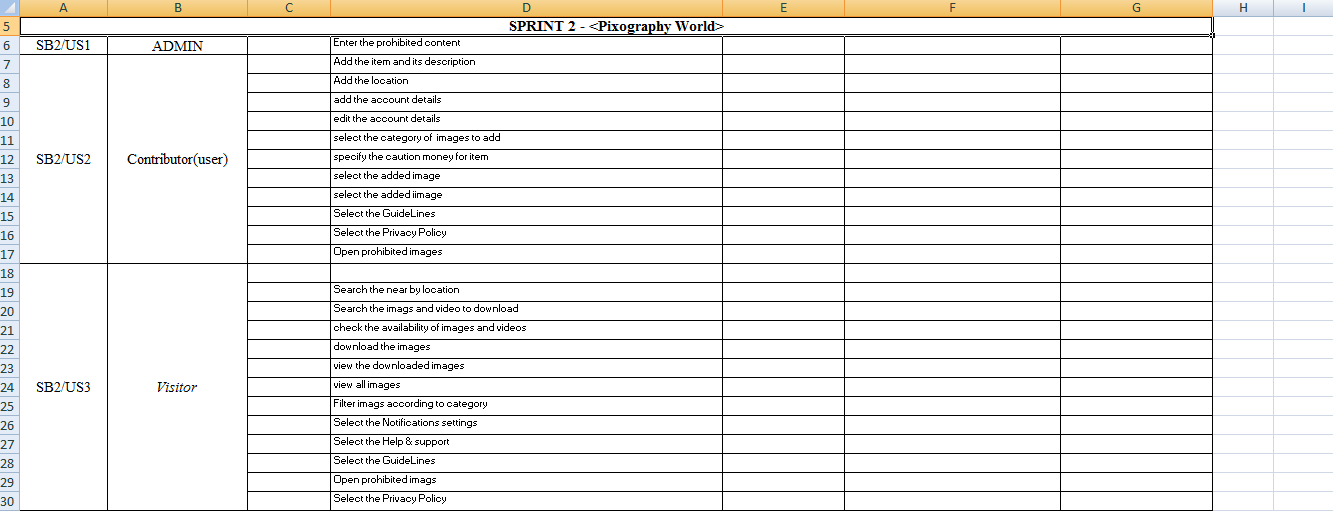 A B C D E F G H I
5 SPRINT 2 - <Pixography World>
6 SB2/US1 ADMIN Enter the prohibited content
7 Add the item and its description
8 Add the location
9 add the account details
10 edit the account details
11 select the category of images to add
12 SB2/US2 Contributor(user) specify the caution money for item
13 select the added image
14 select the added iimage
15 Select the GuideLines
16 Select the Privacy Policy
17 Open prohibited images
18
19 Search the near by location
20 Search the imags and video to download
21 check the availability of images and videos
22 download the images
23 view the downloaded images
24 SB2/US3 Visitor view all images
25 Filter imags according to category
26 Select the Notifications settings
27 Select the Help & support
28 Select the GuideLines
29 Open prohibited imags
30 Select the Privacy Policy